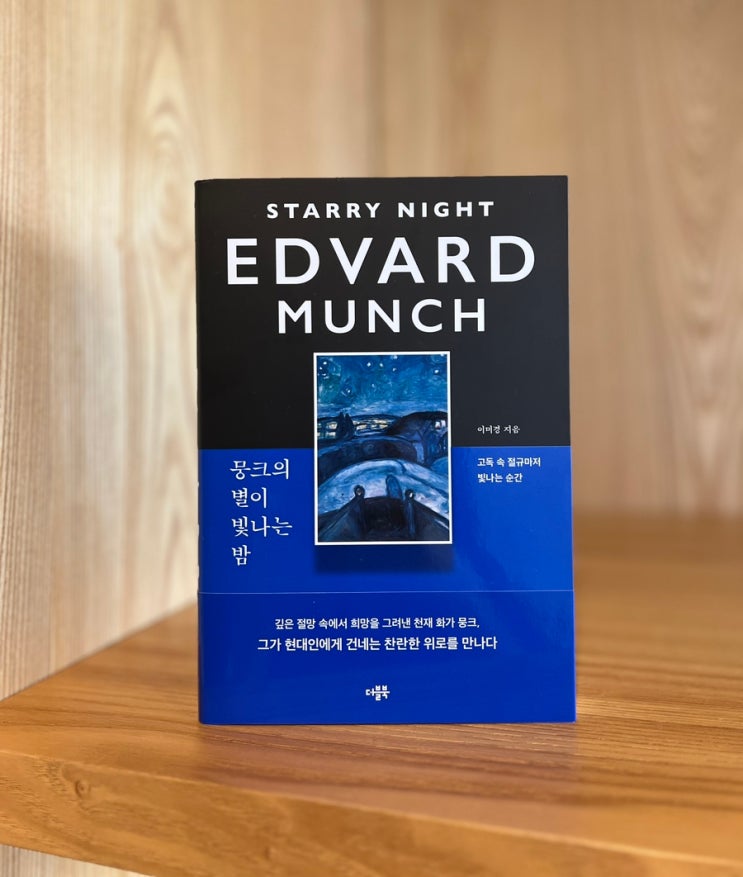 STARRY NIGHT
EDVARD
MUNCH
이미경 지음
고독 속 절규마저
빛나는 순간
뭉크의
별이
빛나는
밤
깊은 절망 속에서 희망을 그려낸 천재 화가 뭉크,
그가 현대인에게 건네는 찬란한 위로를 만나다
더블북